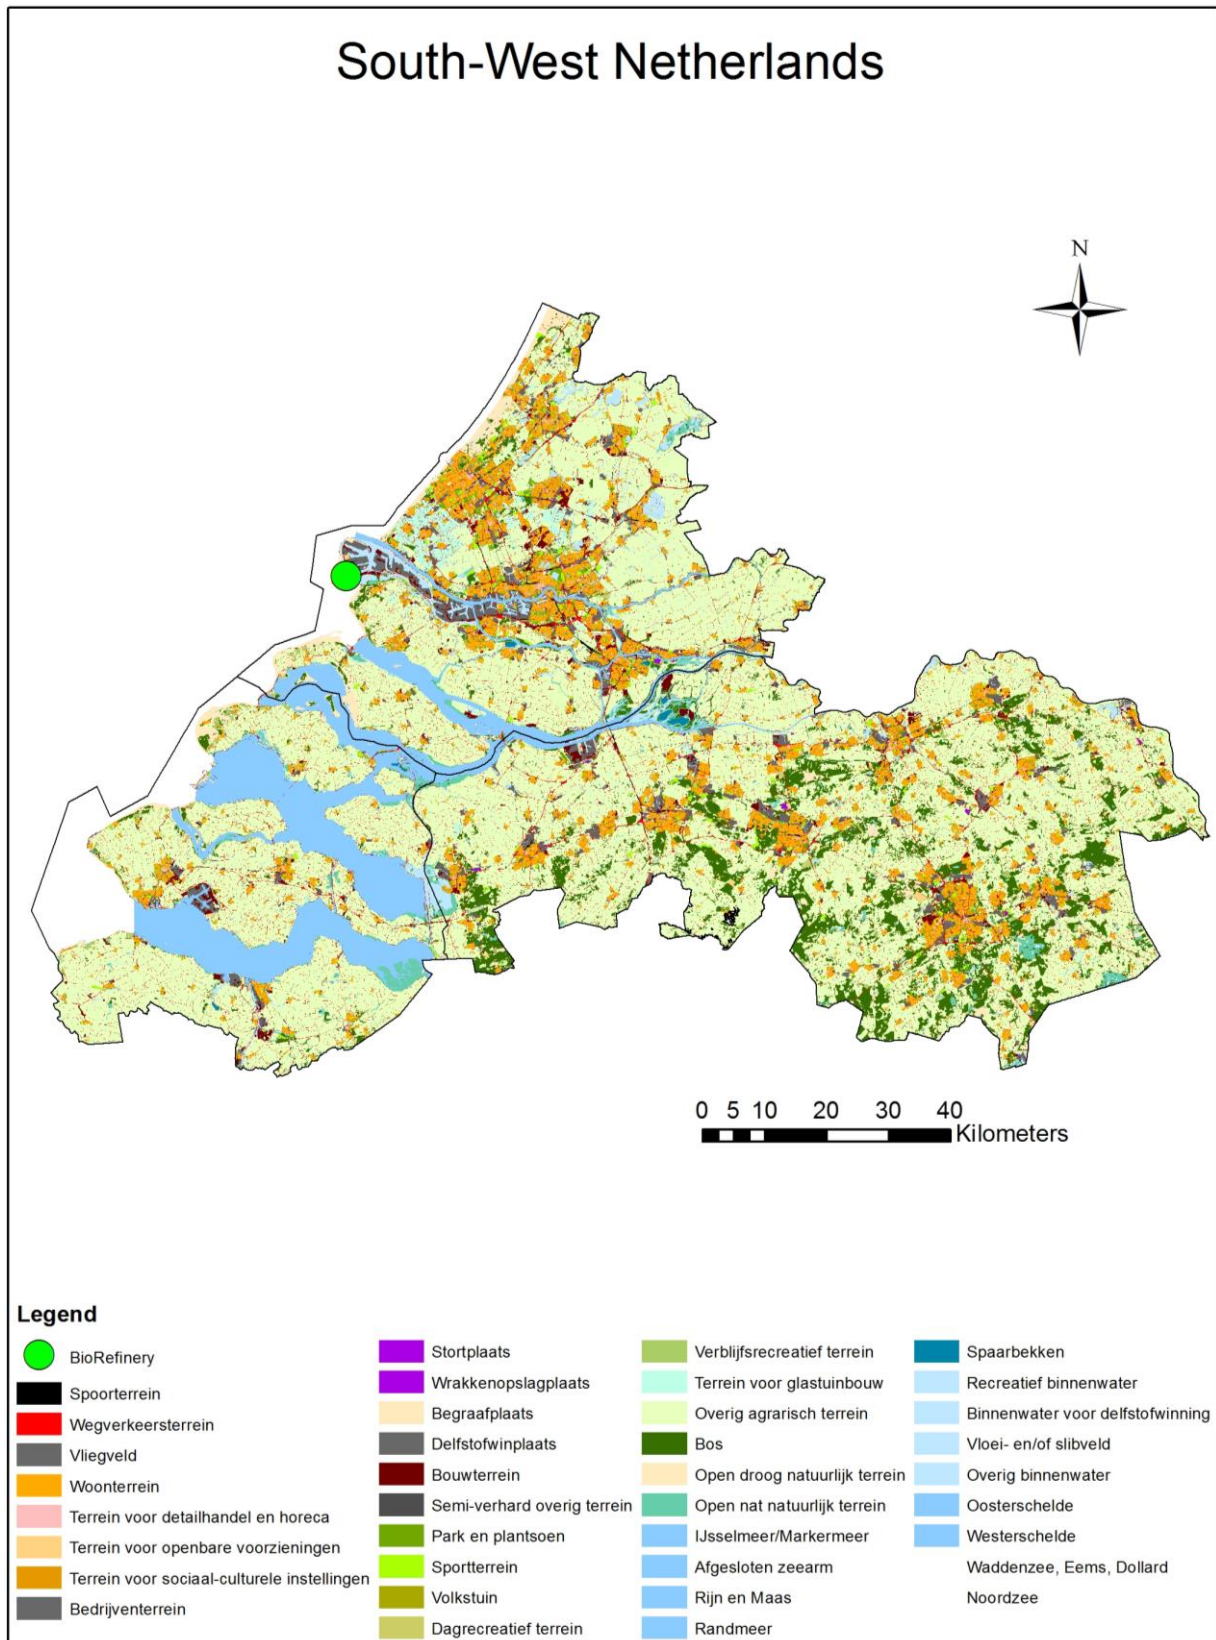 South-West Netherlands
N
0 5 10 20 30 40
Kilometers
Legend
BioRefinery
Spoorterrein
Wegverkeersterrein
Vliegveld
Woonterrein
Terrein voor detailhandel en horeca
Terrein voor openbare voorzieningen
Terrein voor sociaal-culturele instellingen
Bedrijventerrein
Stortplaats
Wrakkenopslagplaats
Begraafplaats
Delfstofwinplaats
Bouwterrein
Semi-verhard overig terrein
Park en plantsoen
Sportterrein
Volkstuin
Dagrecreatief terrein
Verblijfsrecreatief terrein
Terrein voor glastuinbouw
Overig agrarisch terrein
Bos
Open droog natuurlijk terrein
Open nat natuurlijk terrein
IJsselmeer/Markermeer
Afgesloten zeearm
Rijn en Maas
Randmeer
Spaarbekken
Recreatief binnenwater
Binnenwater voor delfstofwinning
Vloei- en/of slibveld
Overig binnenwater
Oosterschelde
Westerschelde
Waddenzee, Eems, Dollard
Noordzee